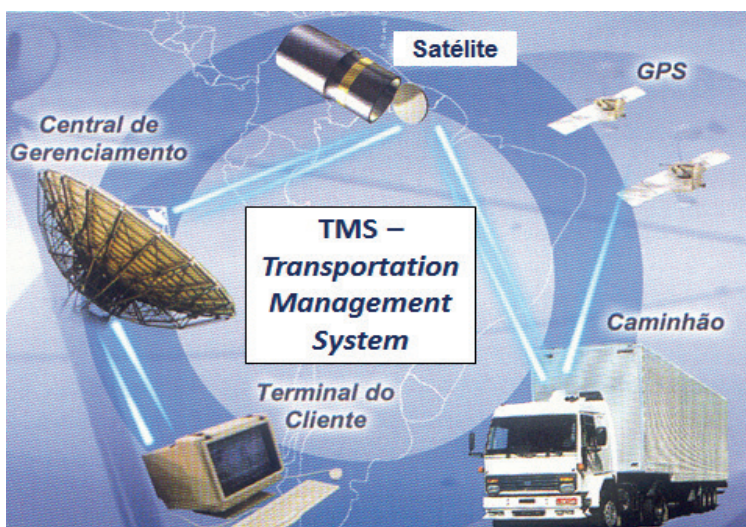 Satélite
GPS
Central de
Gerenciamento
TMS –
Transportation
Management
System
Caminhão
Terminal do
Cliente